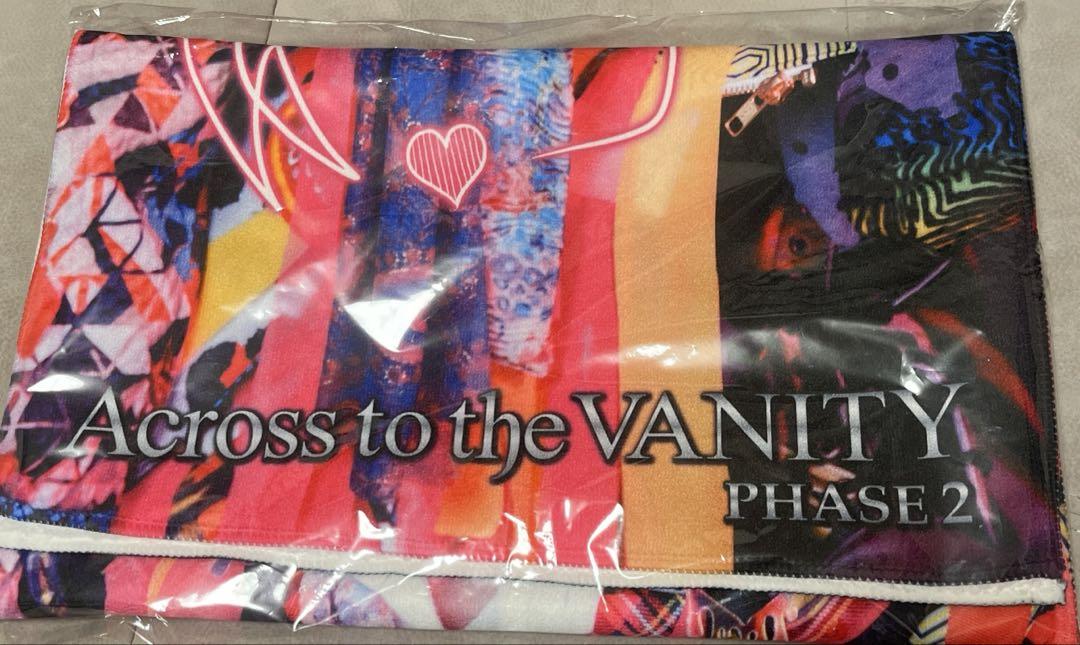 Across to the VANITY
PHASE 2